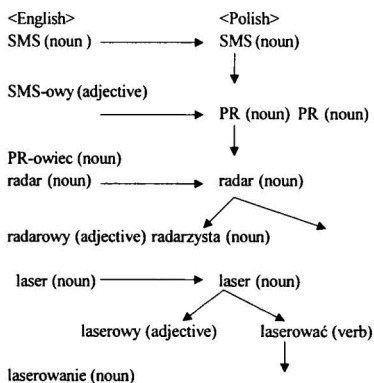 <English> <Polish>
SMS (noun ) SMS (noun)
SMS-owy (adjective)
PR (noun) PR (noun)
PR-owiec (noun)
radar (noun) radar (noun)
radarowy (adjective) radarzysta (noun)
laser (noun) laser (noun)
laserowy (adjective) laserować (verb)
laserowanie (noun)